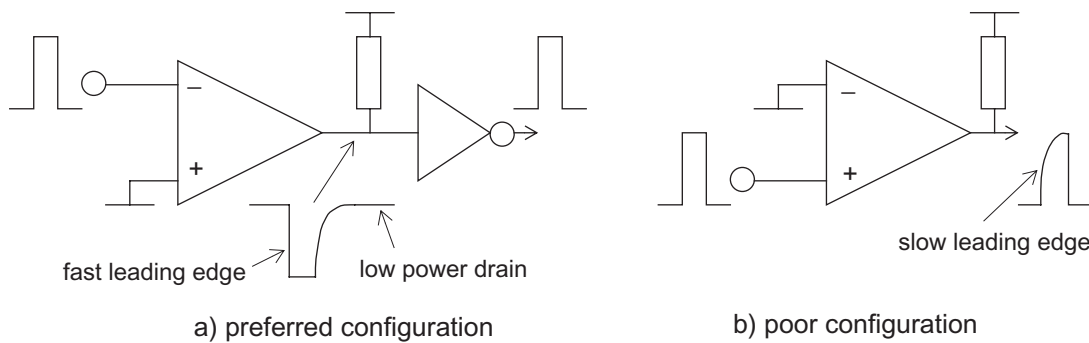 −
+
fast leading edge
low power drain
a) preferred configuration
−
+
slow leading edge
b) poor configuration